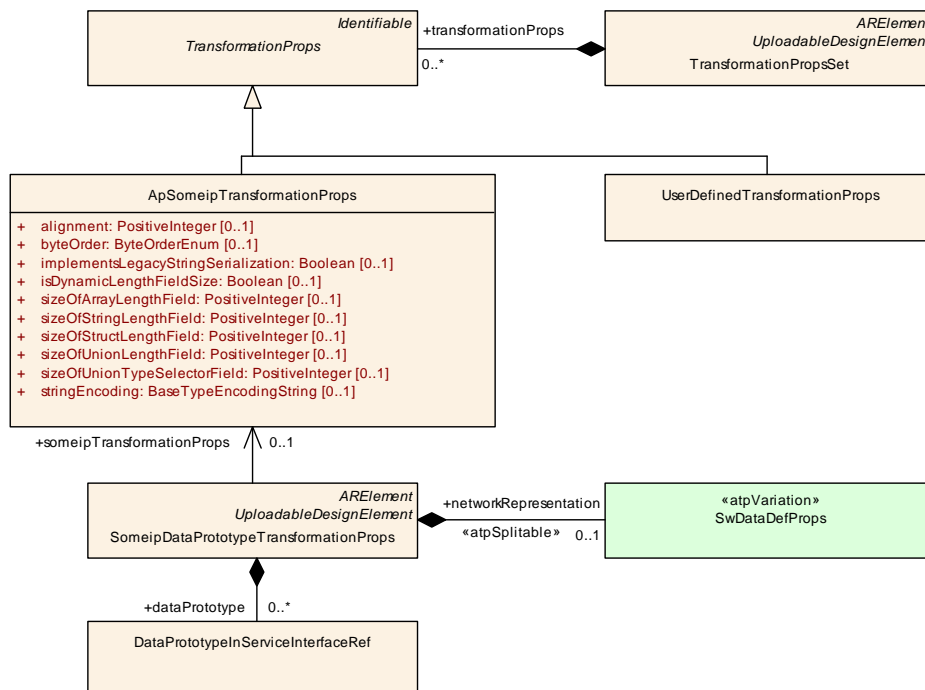 Identifiable
TransformationProps
+transformationProps
0..*
ARElement
UploadableDesignElement
TransformationPropsSet
ApSomeipTransformationProps
+ alignment: PositiveInteger [0..1]
+ byteOrder: ByteOrderEnum [0..1]
+ implementsLegacyStringSerialization: Boolean [0..1]
+ isDynamicLengthFieldSize: Boolean [0..1]
+ sizeOfArrayLengthField: PositiveInteger [0..1]
+ sizeOfStringLengthField: PositiveInteger [0..1]
+ sizeOfStructLengthField: PositiveInteger [0..1]
+ sizeOfUnionLengthField: PositiveInteger [0..1]
+ sizeOfUnionTypeSelectorField: PositiveInteger [0..1]
+ stringEncoding: BaseTypeEncodingString [0..1]
UserDefinedTransformationProps
+someipTransformationProps
0..1
ARElement
UploadableDesignElement
SomeipDataPrototypeTransformationProps
+networkRepresentation
«atpSplitable»
0..1
«atpVariation»
SwDataDefProps
+dataPrototype
0..*
DataPrototypeInServiceInterfaceRef